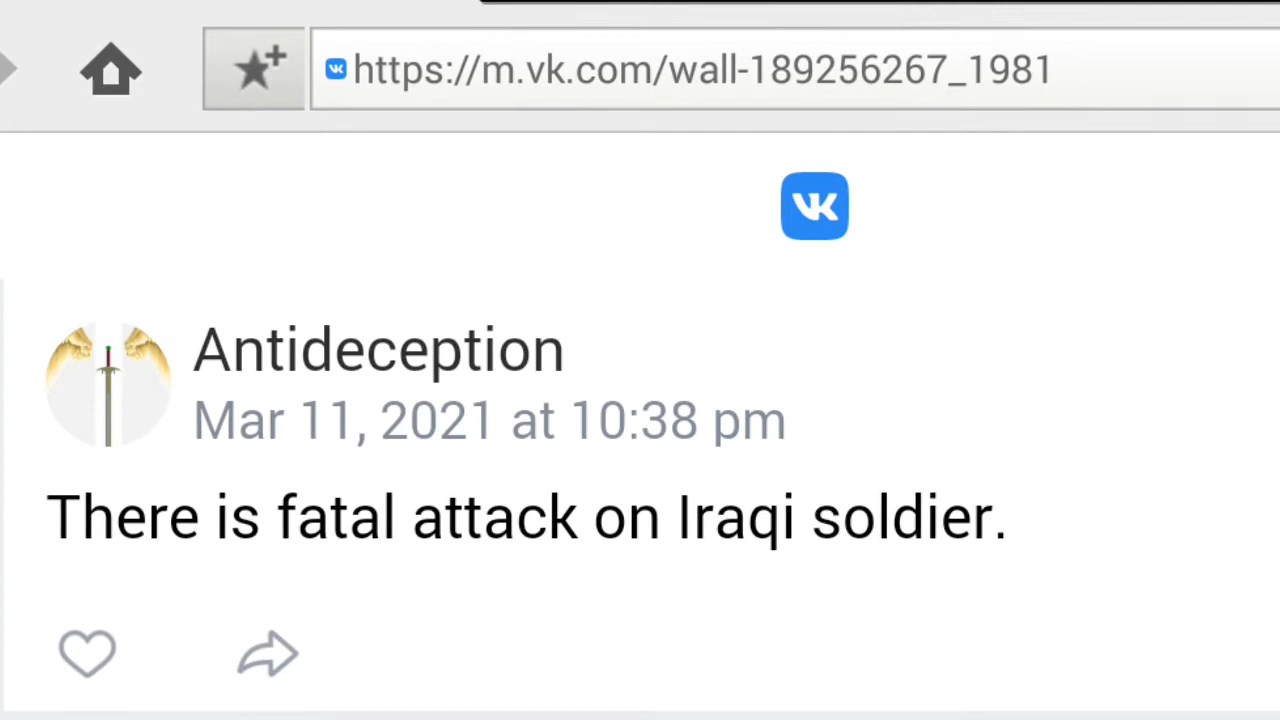 https://m.vk.com/wall-189256267_1981
Antideception
Mar 11, 2021 at 10:38 pm
There is fatal attack on Iraqi soldier.